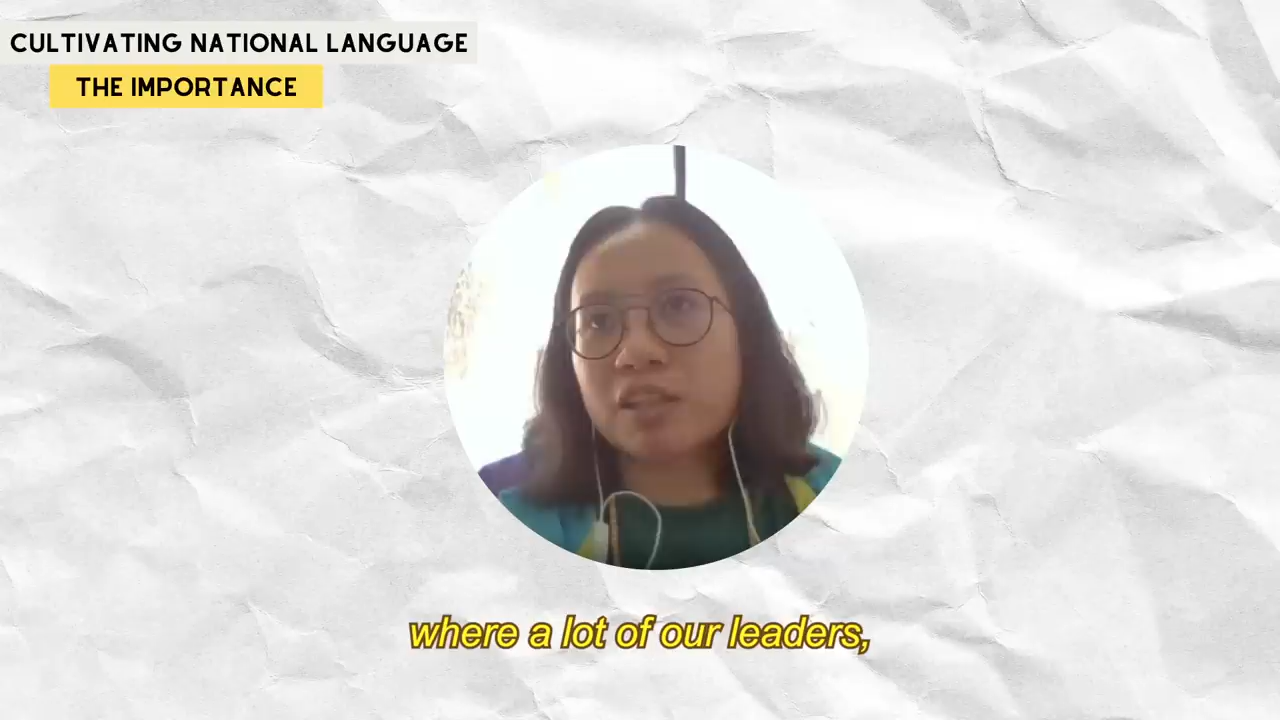 CULTIVATING NATIONAL LANGUAGE
THE IMPORTANCE
where a lot of our leaders,